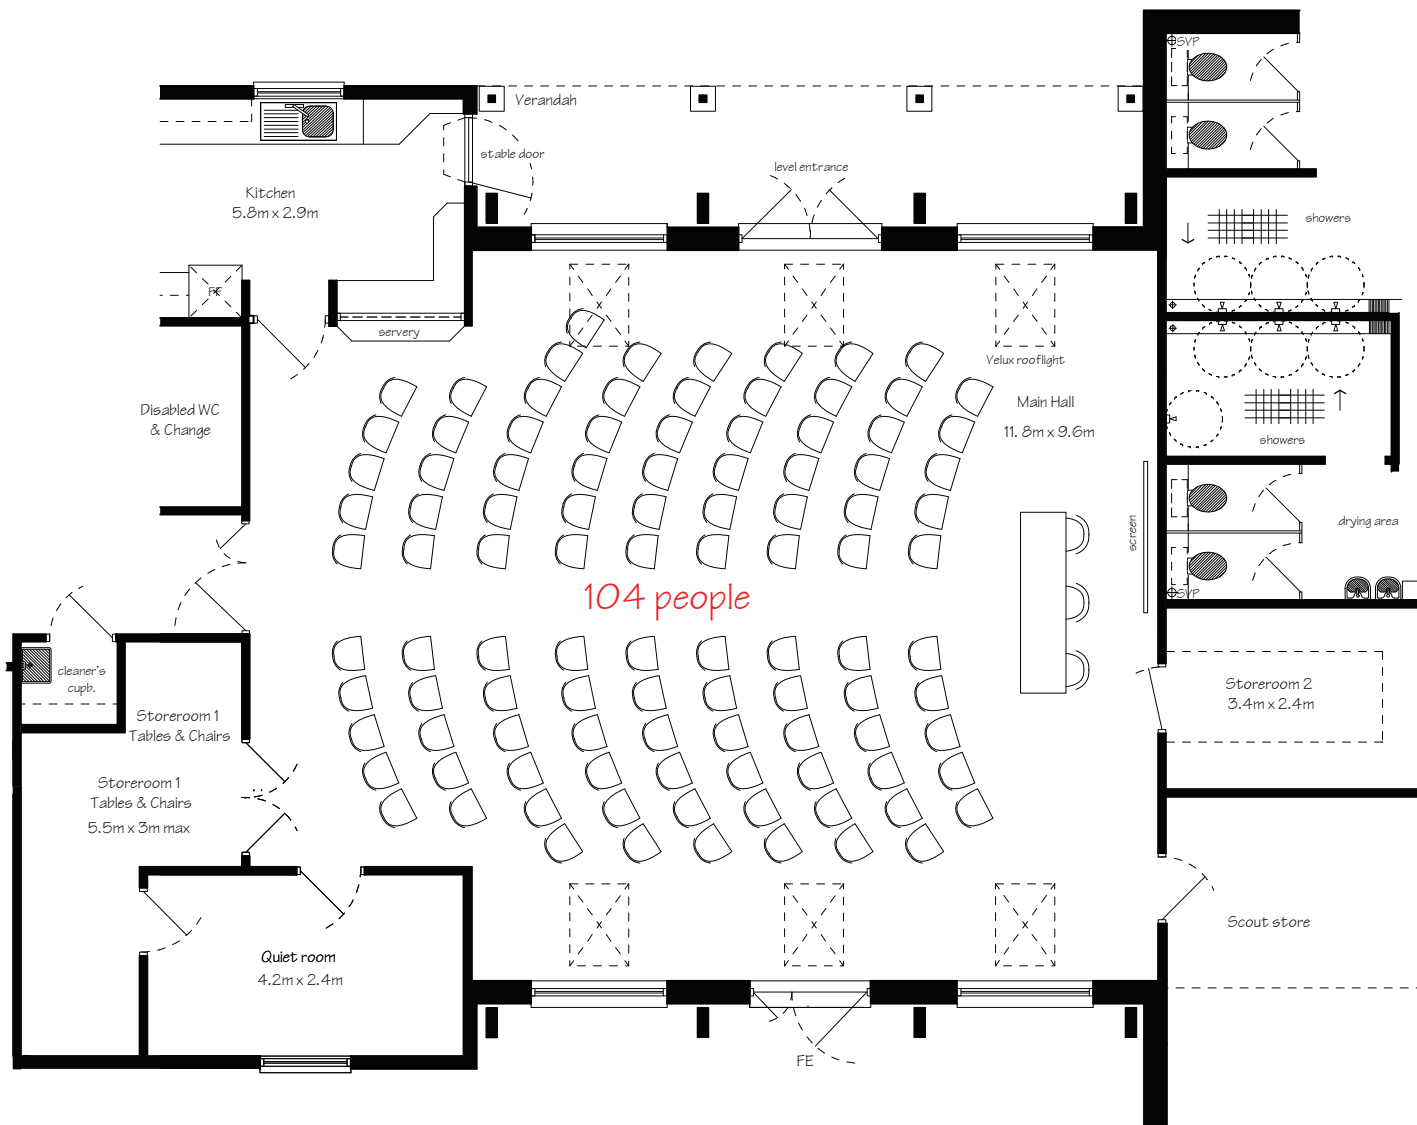 SVP
Verandah
stable door
level entrance
Kitchen
5.8m x 2.9m
showers
FF
servery
Velux rooflight
Main Hall
11. 8m x 9.6m
Disabled WC
& Change
showers
screen
drying area
104 people
SVP
cleaner's
cupb.
Storeroom 1
Tables & Chairs
Storeroom 2
3.4m x 2.4m
Storeroom 1
Tables & Chairs
5.5m x 3m max
Scout store
Quiet room
4.2m x 2.4m
FE